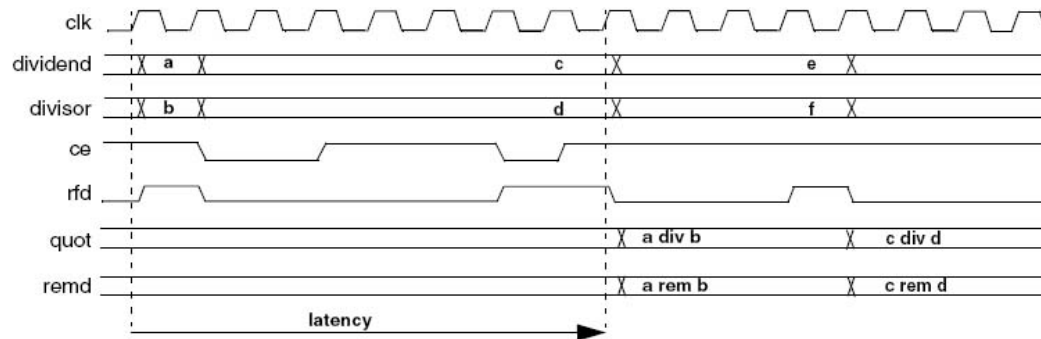 clk
dividend a c e
divisor b d f
ce
rfd
quot a div b c div d
remd a rem b c rem d
latency